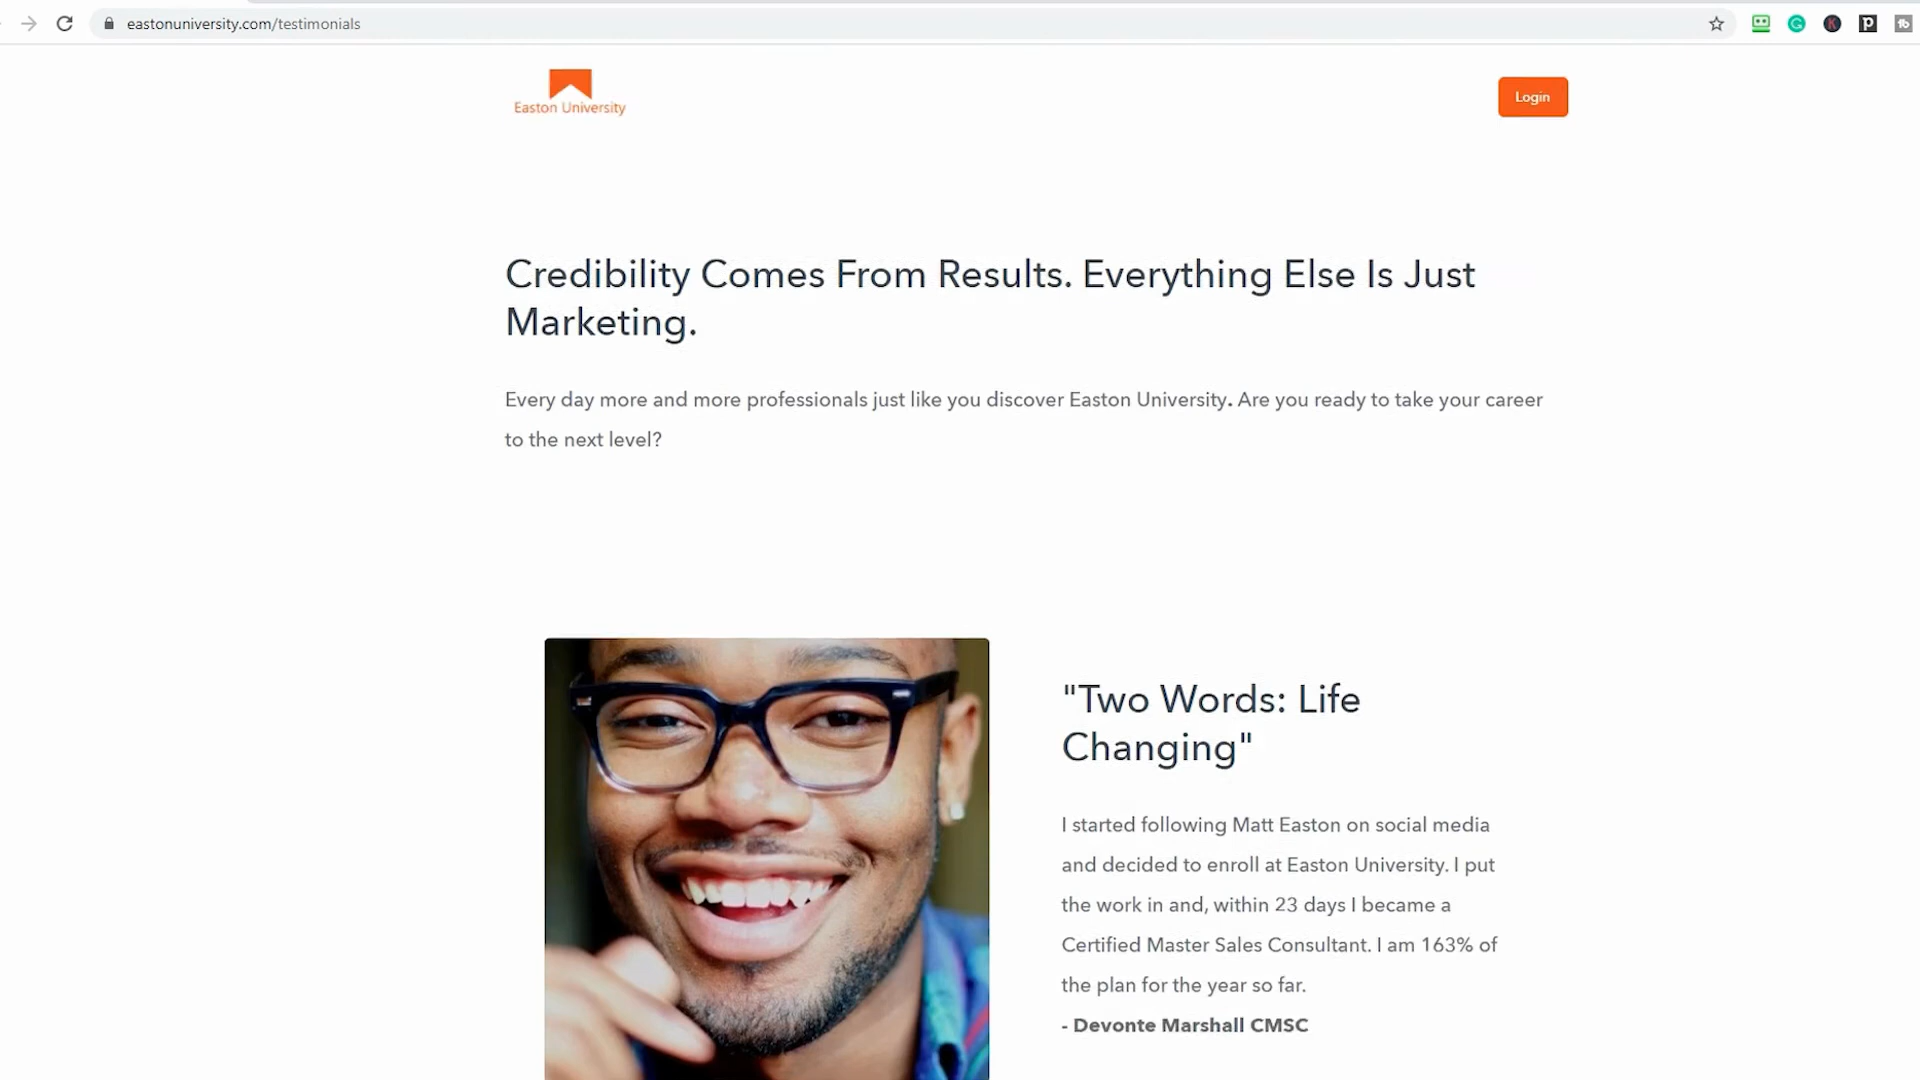 eastonuniversity.com/testimonials
Easton University
Login
Credibility Comes From Results. Everything Else Is Just
Marketing.
Every day more and more professionals just like you discover Easton University. Are you ready to take your career
to the next level?
"Two Words: Life
Changing"
I started following Matt Easton on social media
and decided to enroll at Easton University. I put
the work in and, within 23 days I became a
Certified Master Sales Consultant. I am 163% of
the plan for the year so far.
- Devonte Marshall CMSC